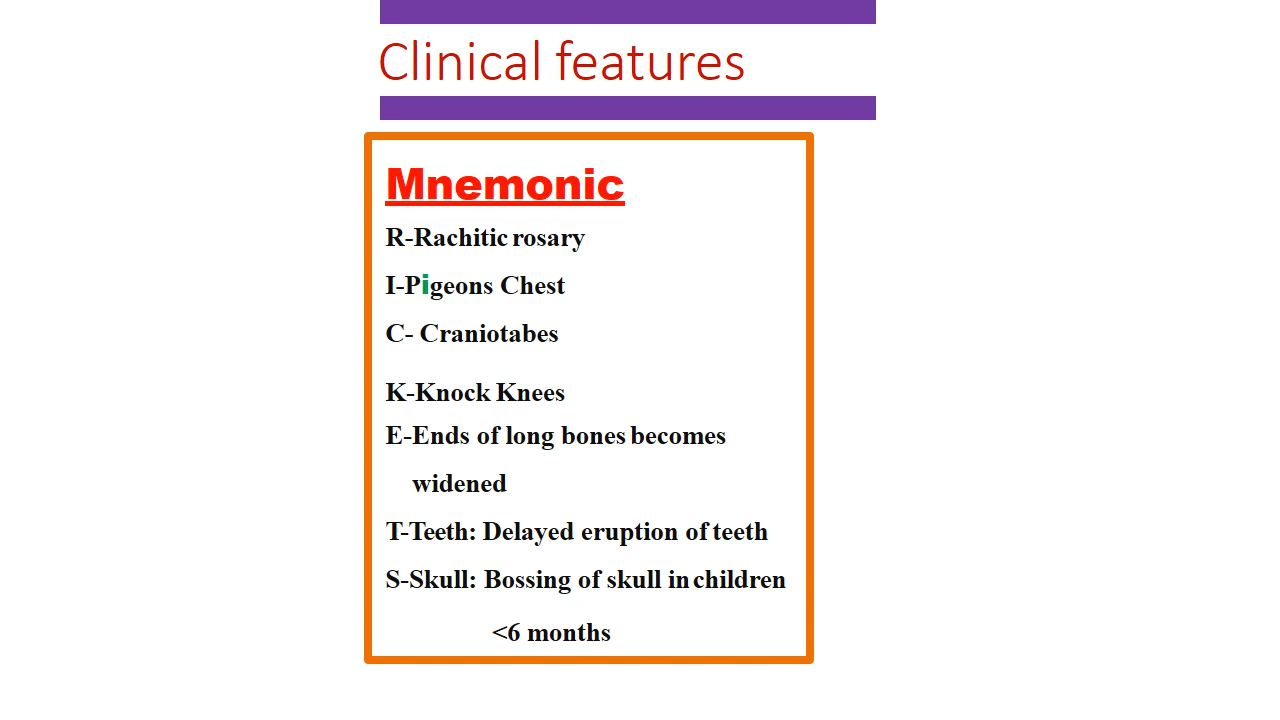 Clinical features
Mnemonic
R-Rachitic rosary
I-Pigeons Chest
C- Craniotabes
K-Knock Knees
E-Ends of long bones becomes
widened
T-Teeth: Delayed eruption of teeth
S-Skull: Bossing of skull in children
<6 months